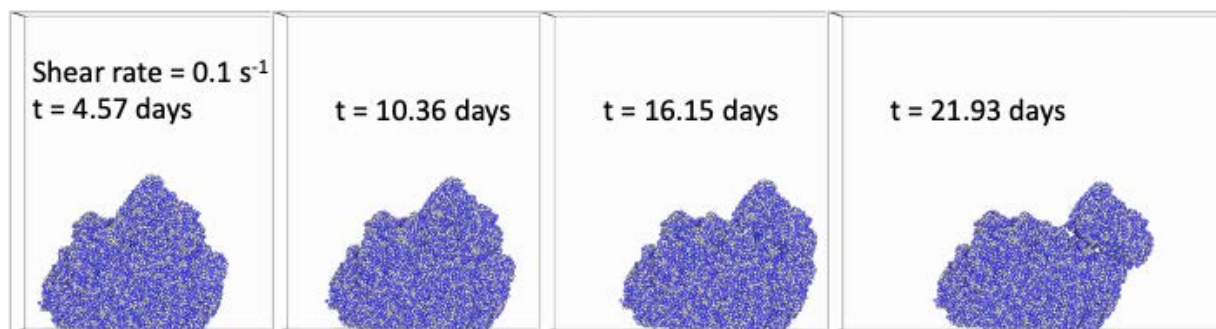 Shear rate = 0.1 s⁻¹
t = 4.57 days
t = 10.36 days
t = 16.15 days
t = 21.93 days